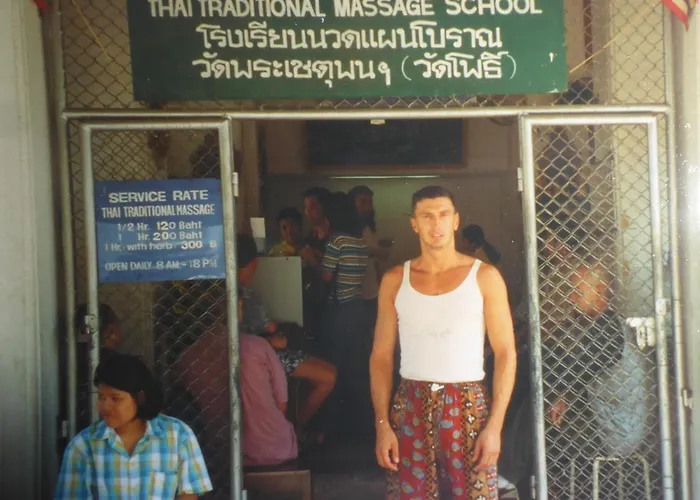 THAI TRADITIONAL MASSAGE SCHOOL
โรงเรียนนวดแผนโบราณ
วัดพระเชตุพนฯ (วัดโพธิ์)
SERVICE RATE
THAI TRADITIONAL MASSAGE
1/2 Hr. 120 Baht
1 Hr. 200 Baht
1 Hr. with herb 300 B
OPEN DAILY 8 AM - 18 PM